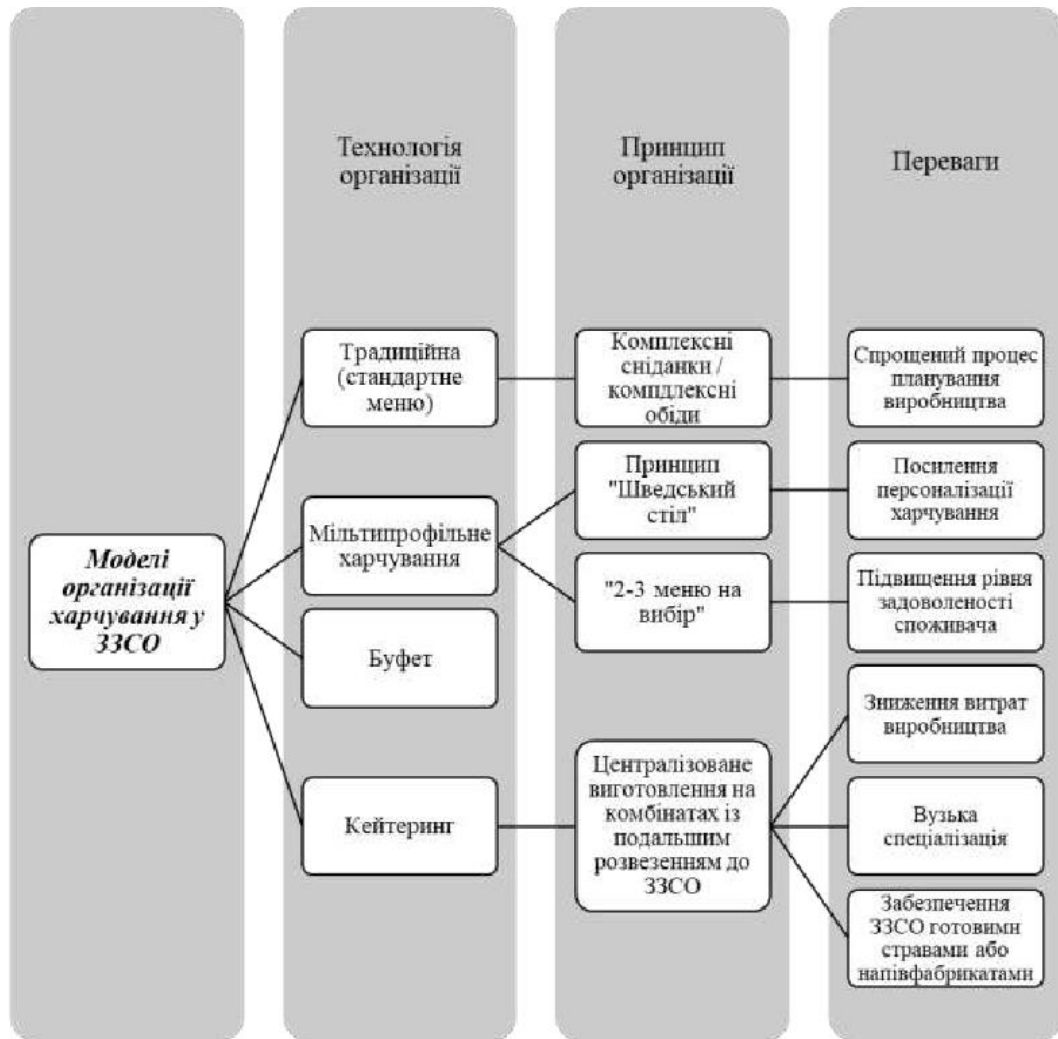 Технологія
організації
Принцип
організації
Переваги
Моделі
організації
харчування у
ЗЗСО
Традиційна
(стандартне
меню)
Комплексні
сніданки /
компдлексні
обіди
Спрощений процес
планування
виробництва
Мільтипрофільне
харчування
Принцип
"Шведський
стіл"
Посилення
персоналізації
харчування
"2-3 меню на
вибір"
Підвищення рівня
задоволеності
споживача
Буфет
Кейтеринг
Централізоване
виготовлення на
комбінатах із
подальшим
розвезенням до
ЗЗСО
Зниження витрат
виробництва
Вузька
спеціалізація
Забезпечення
ЗЗСО готовими
стравами або
напівфабрикатами